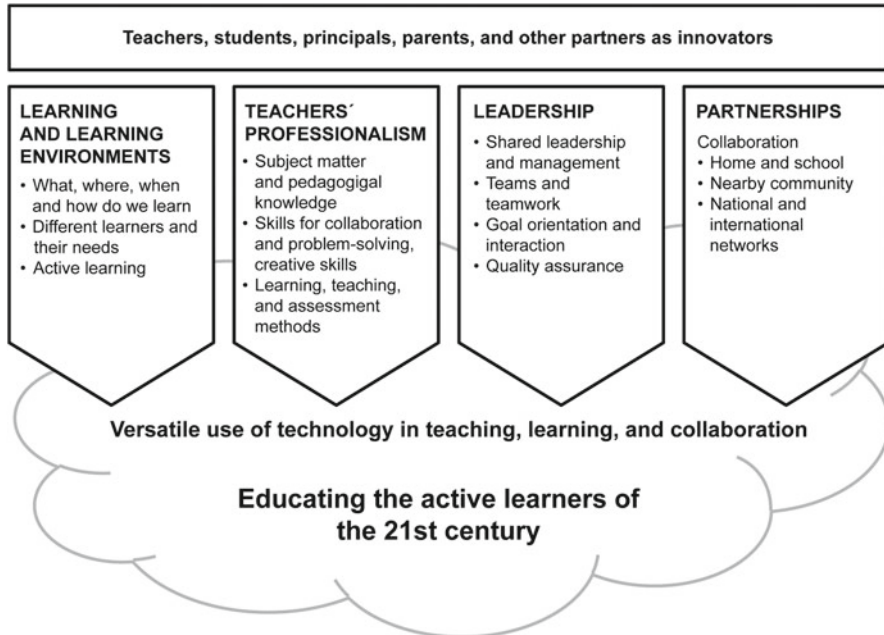 Teachers, students, principals, parents, and other partners as innovators
LEARNING
AND LEARNING
ENVIRONMENTS
• What, where, when
and how do we learn
• Different learners and
their needs
• Active learning
TEACHERS´
PROFESSIONALISM
• Subject matter
and pedagogigal
knowledge
• Skills for collaboration
and problem-solving,
creative skills
• Learning, teaching,
and assessment
methods
LEADERSHIP
• Shared leadership
and management
• Teams and
teamwork
• Goal orientation and
interaction
• Quality assurance
PARTNERSHIPS
Collaboration
• Home and school
• Nearby community
• National and
international
networks
Versatile use of technology in teaching, learning, and collaboration
Educating the active learners of
the 21st century